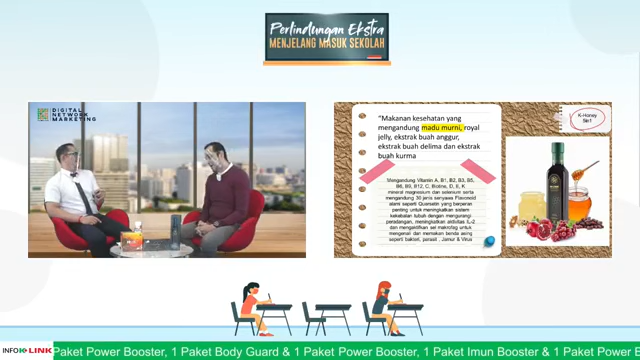 Perlindungan Ekstra
MENJELANG MASUK SEKOLAH
DIGITAL
NETWORK
MARKETING
"Makanan kesehatan yang
mengandung madu murni, royal
jelly, ekstrak buah anggur,
ekstrak buah delima dan ekstrak
buah kurma
K-Honey
5in1
Mengandung Vitamin A, B1, B2, B3, B5,
B6, B9, B12, C, Biotine, D, E, K
mineral magnesium dan selenium serta
mengandung 30 jenis senyawa Flavonoid
alami seperti Quarsetin yang berperan
penting untuk meningkatkan sistem
kekebalan tubuh dengan mengurangi
peradangan, meningkatkan aktivitas IL-2
dan mengaktifkan sel makrofag untuk
mengenali dan memakan benda asing
seperti bakteri, parasit , Jamur & Virus
INFO K-LINK
Paket Power Booster, 1 Paket Body Guard & 1 Paket Power Booster, 1 Paket Imun Booster & 1 Paket Power B